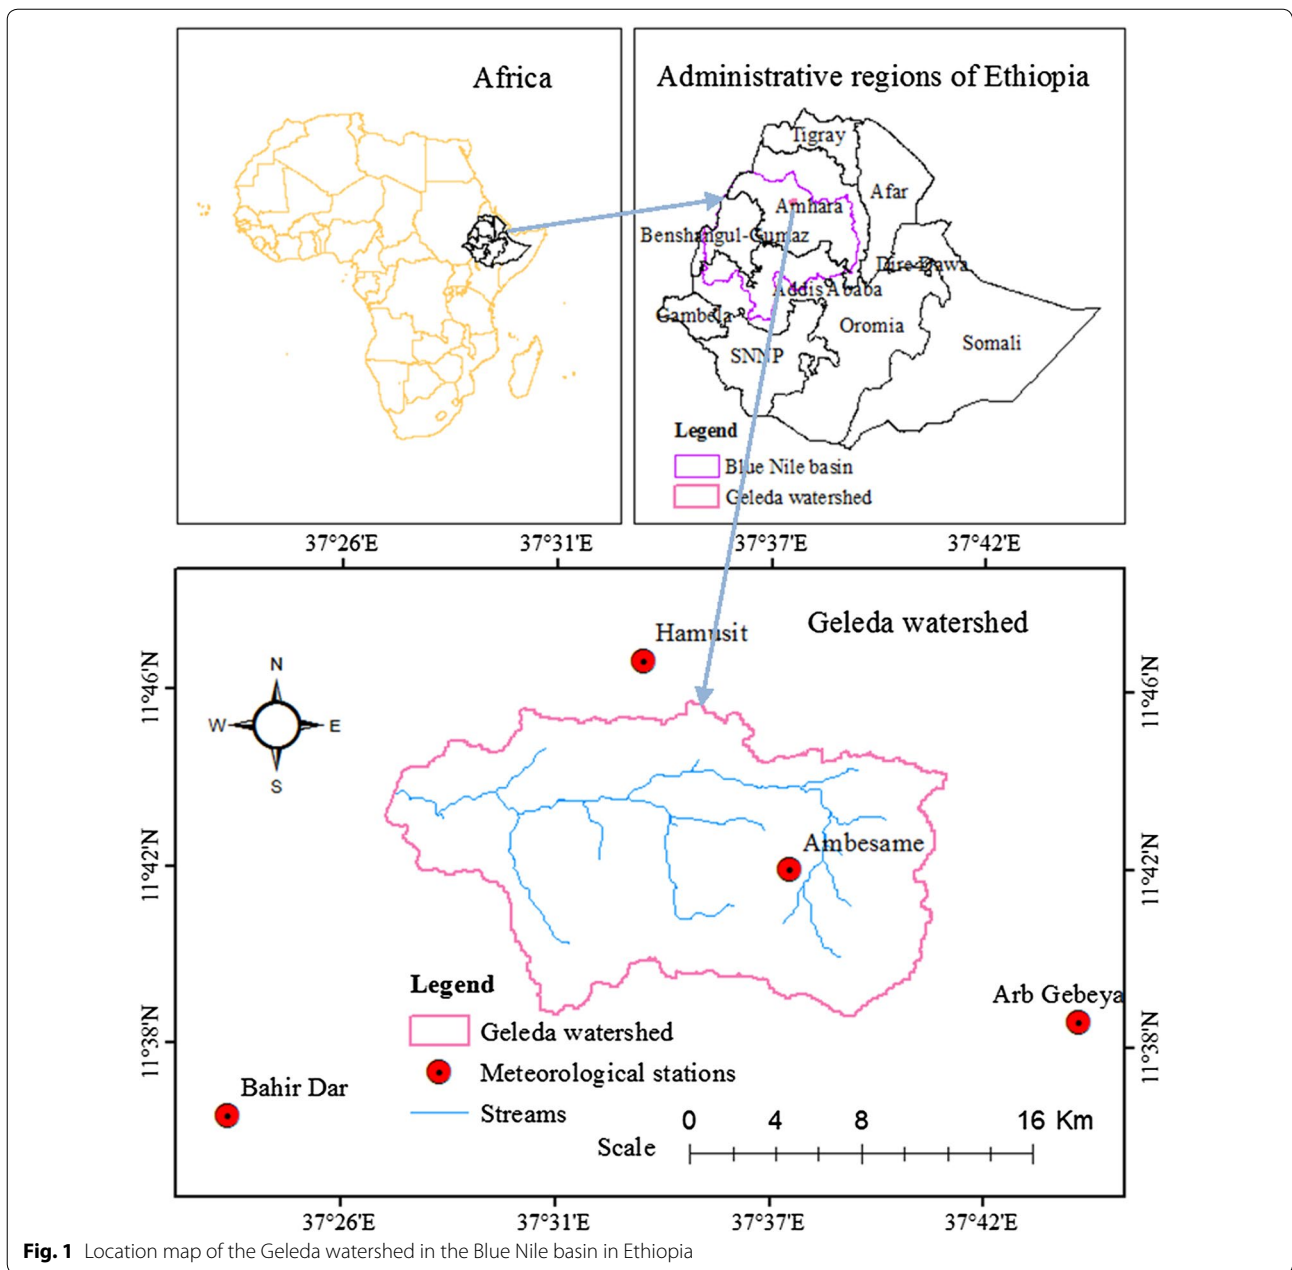 Africa
Administrative regions of Ethiopia
Tigray
Afar
Amhara
Benshangul-Gumaz
Dire Dawa
Addis Ababa
Gambela
Oromia
SNNP
Somali
Legend
Blue Nile basin
Geleda watershed
37°26'E 37°31'E 37°37'E 37°42'E
Geleda watershed
Hamusit
11°46'N 11°46'N
N
W E
S
Ambesame
11°42'N 11°42'N
Legend
Geleda watershed
Meteorological stations
Streams
Arb Gebeya
11°38'N 11°38'N
Bahir Dar
0 4 8 16 Km
Scale
37°26'E 37°31'E 37°37'E 37°42'E
Fig. 1 Location map of the Geleda watershed in the Blue Nile basin in Ethiopia